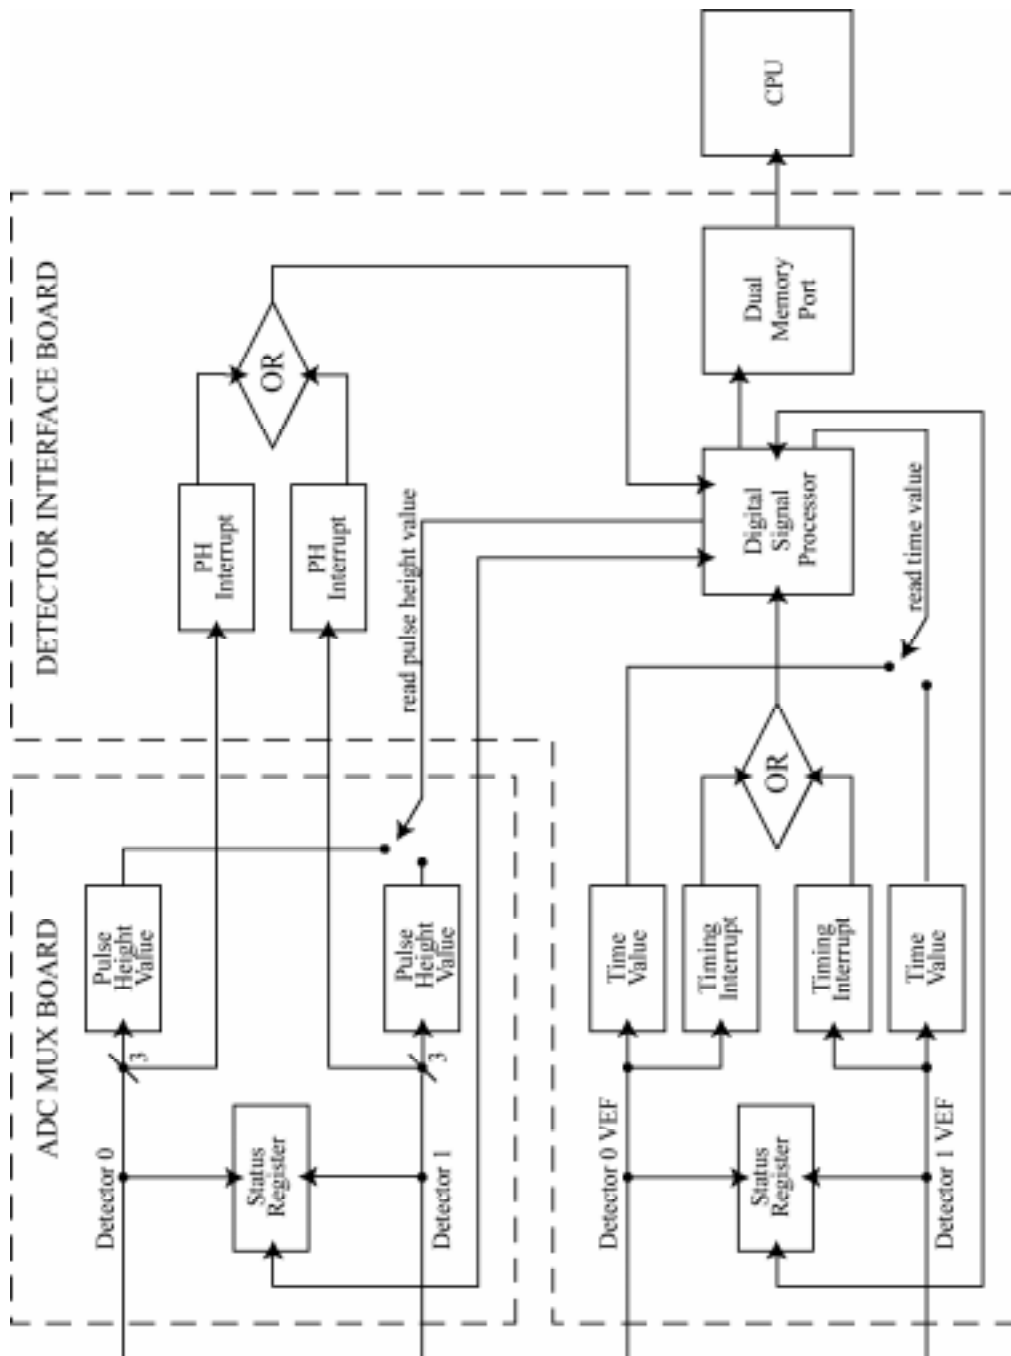 CPU
DETECTOR INTERFACE BOARD
Dual
Memory
Port
OR
PH
Interrupt
PH
Interrupt
read pulse height value
Digital
Signal
Processor
read time value
OR
ADC MUX BOARD
Pulse
Height
Value
Pulse
Height
Value
3
3
Time
Value
Timing
Interrupt
Timing
Interrupt
Time
Value
Detector 0
Status
Register
Detector 1
Detector 0 VEF
Status
Register
Detector 1 VEF